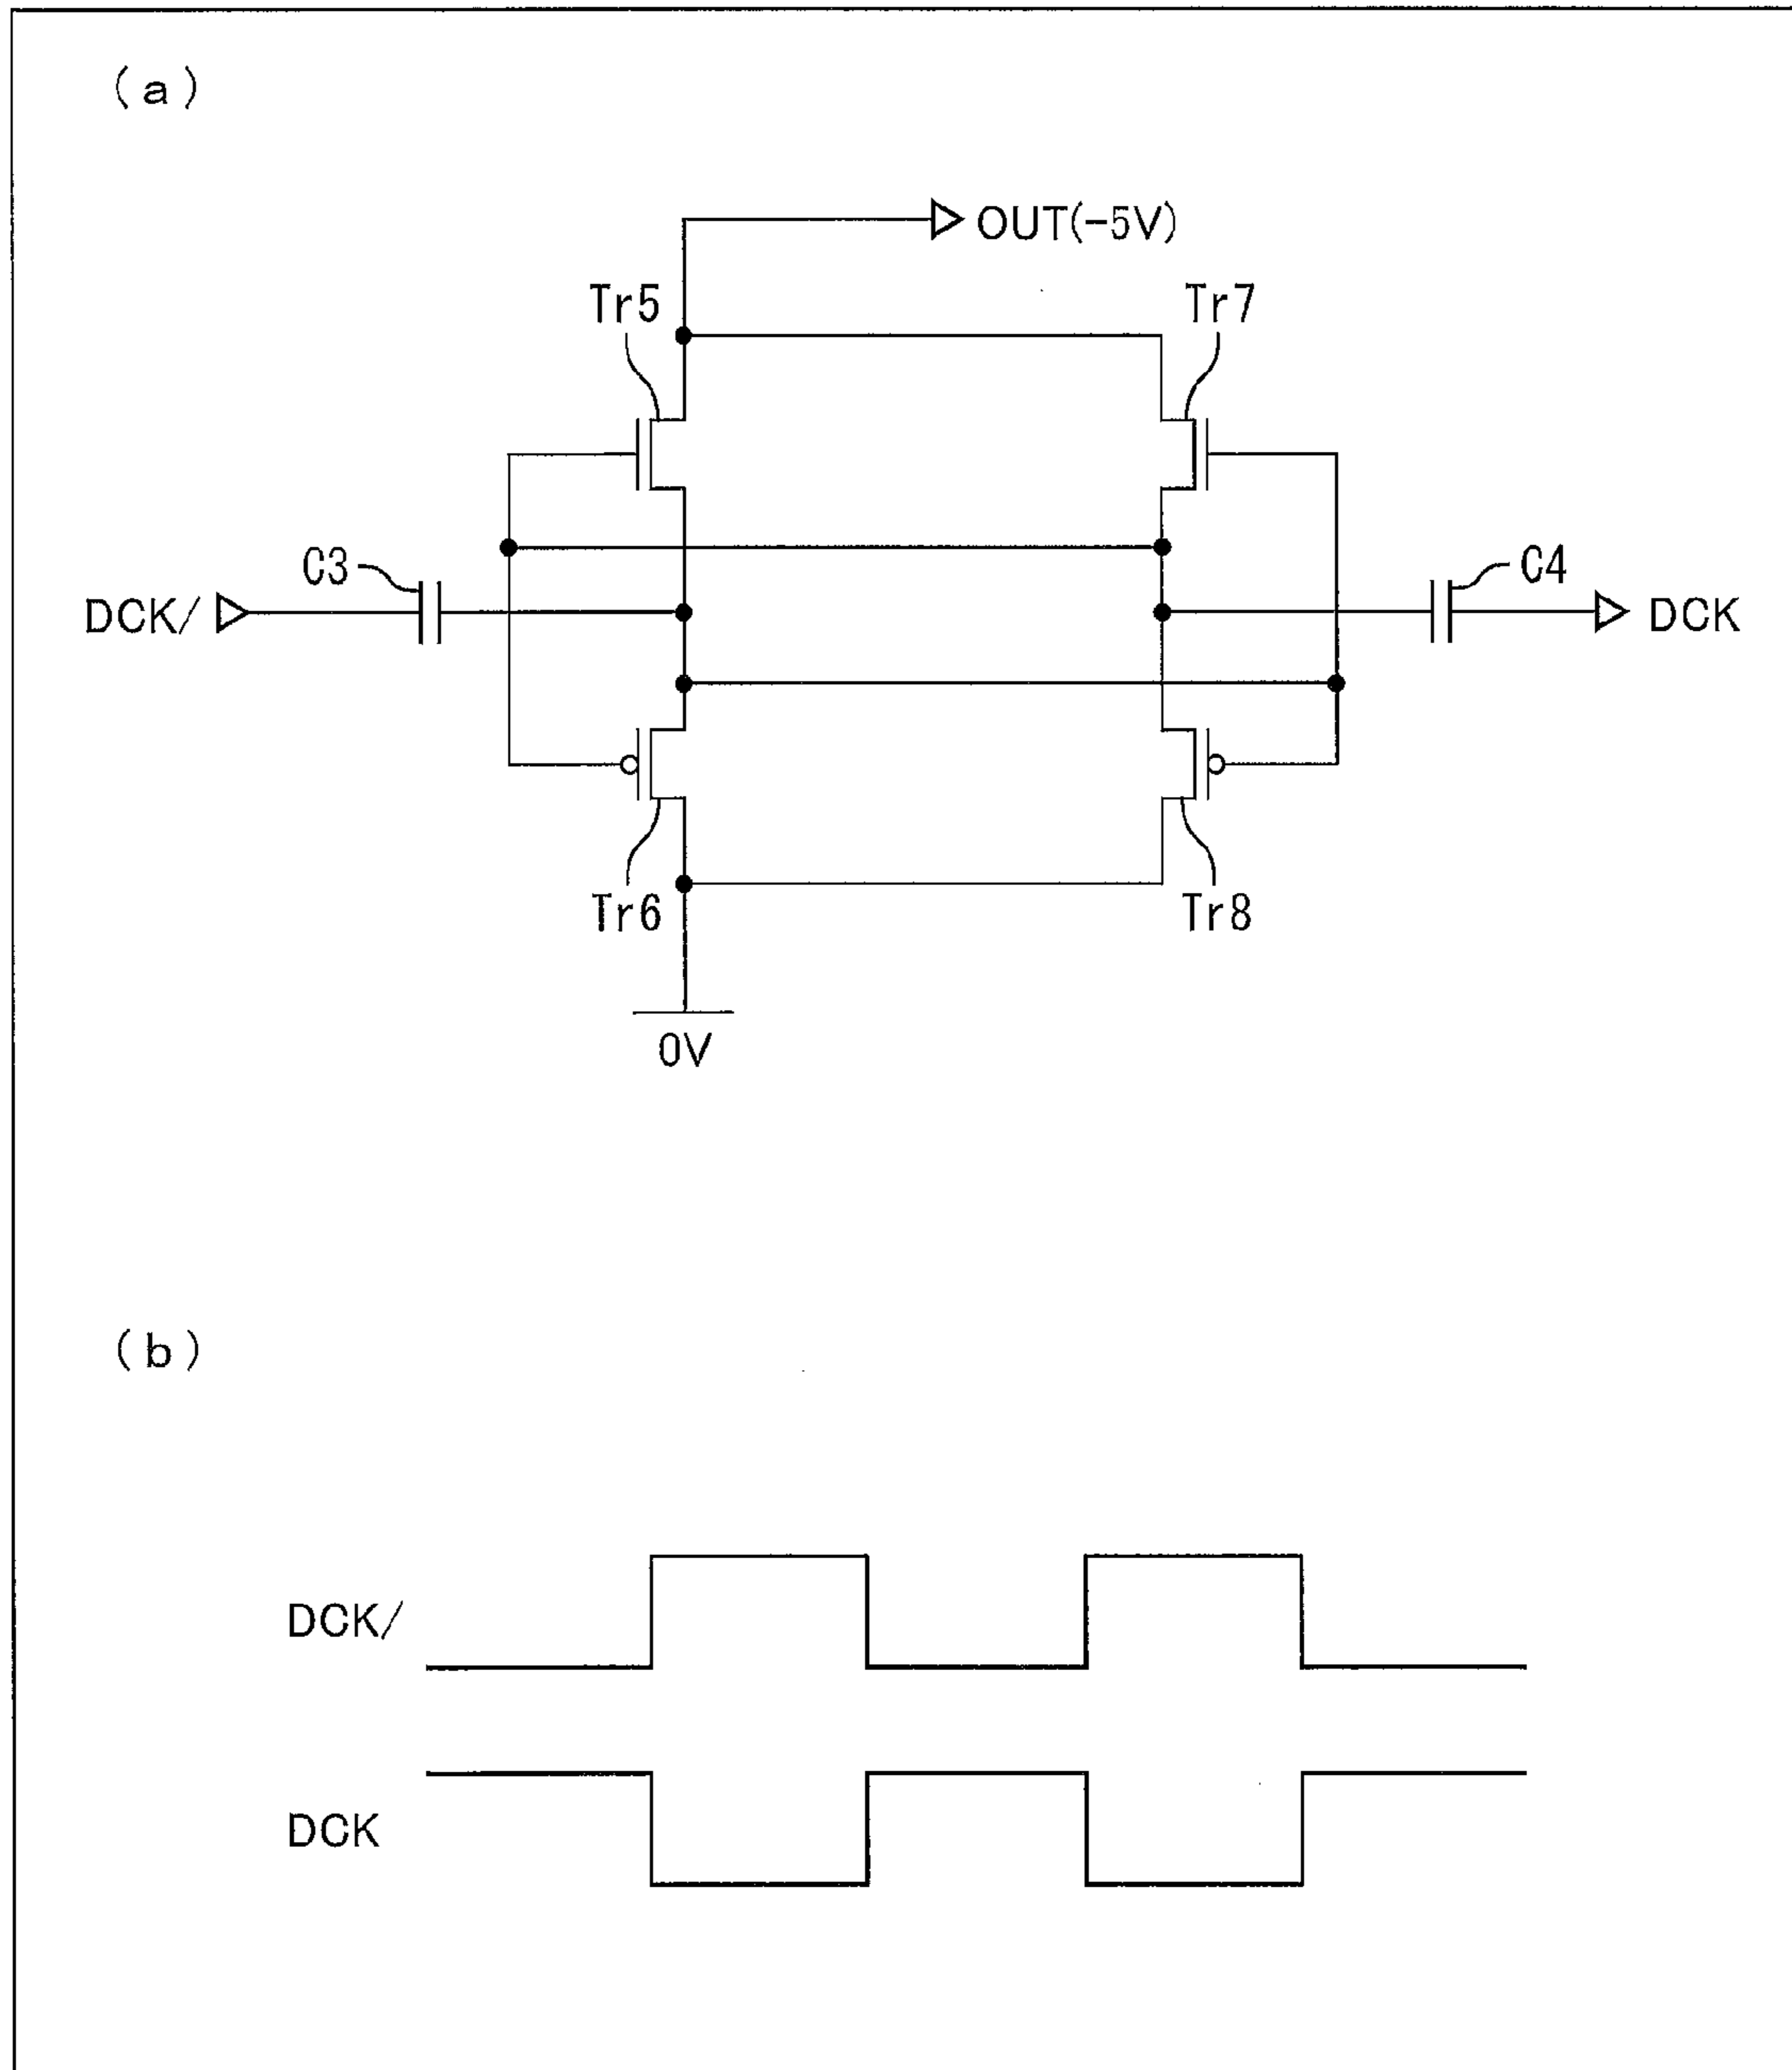 (a)
OUT(-5V)
Tr5
Tr7
C3
C4
DCK/
DCK
Tr6
Tr8
0V
(b)
DCK/
DCK